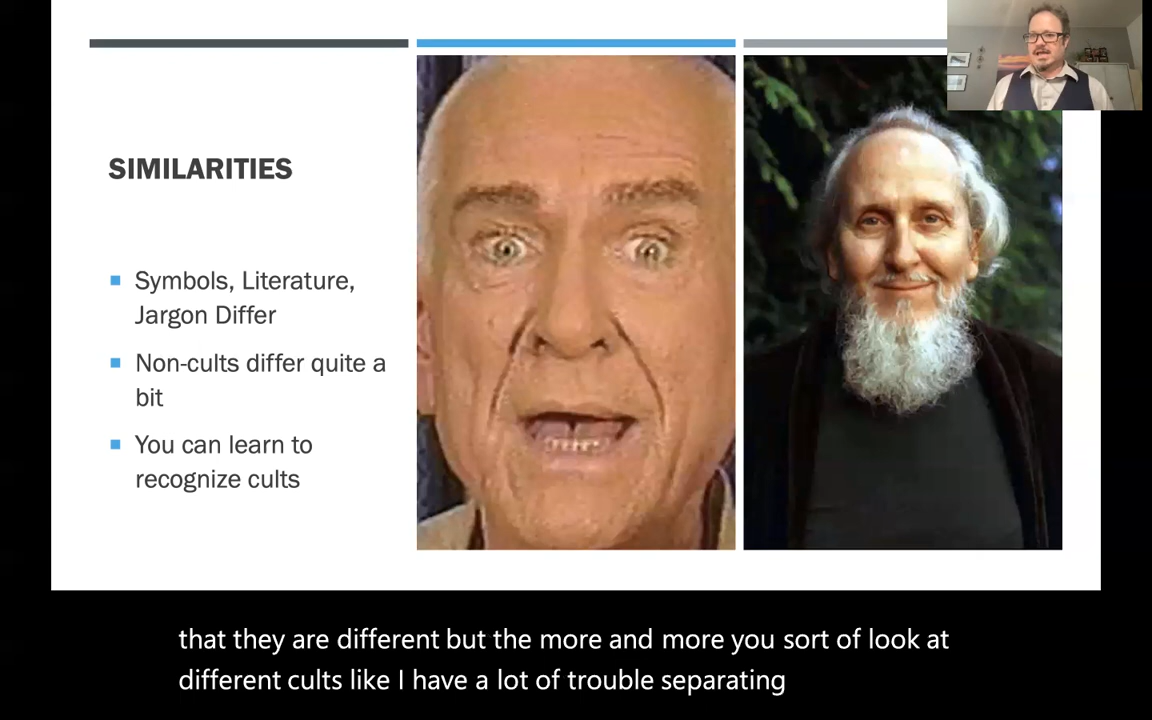 SIMILARITIES
Symbols, Literature,
Jargon Differ
Non-cults differ quite a
bit
You can learn to
recognize cults
that they are different but the more and more you sort of look at
different cults like I have a lot of trouble separating